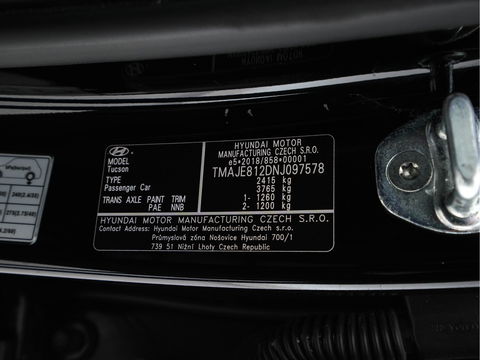 HYUNDAI MOTOR
MANUFACTURING CZECH S.R.O.
e5*2018/858*00001
TMAJE812DNJ097578
2415 kg
3765 kg
1- 1260 kg
2- 1200 kg
MODEL
Tucson
TYPE
Passenger Car
TRANS AXLE PAINT TRIM
PAE NNB
HYUNDAI MOTOR MANUFACTURING CZECH S.R.O.
Contact Address: Hyundai Motor Manufacturing Czech s.r.o.
Průmyslová zóna Nošovice Hyundai 700/1
739 51 Nižní Lhoty Czech Republic